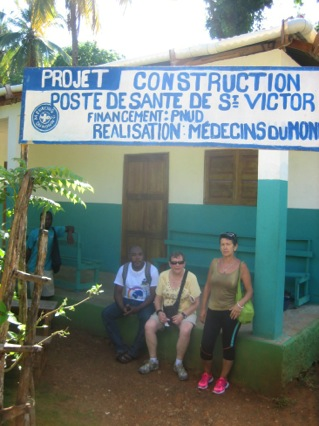 PROJET CONSTRUCTION
POSTE DE SANTE DE ST VICTOR
FINANCEMENT: PNUD
REALISATION: MÉDECINS DU MON